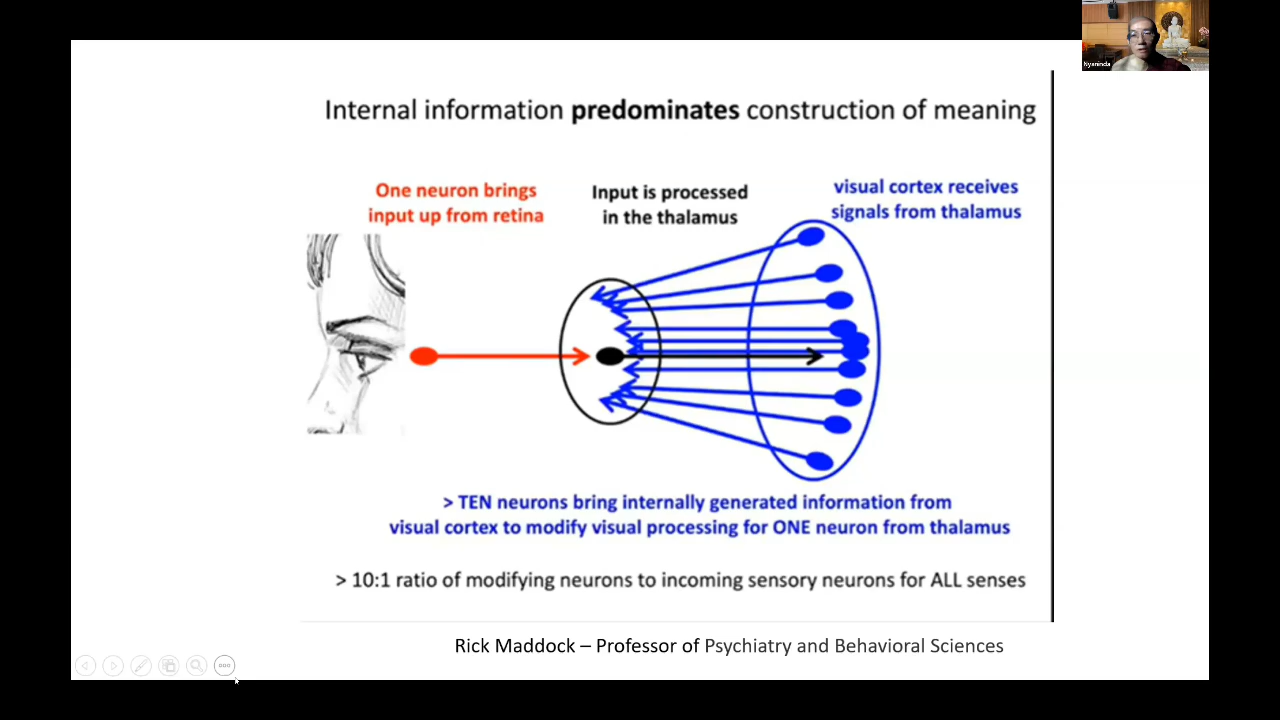 Nyaninda
Internal information predominates construction of meaning
One neuron brings
input up from retina
Input is processed
in the thalamus
visual cortex receives
signals from thalamus
> TEN neurons bring internally generated information from
visual cortex to modify visual processing for ONE neuron from thalamus
> 10:1 ratio of modifying neurons to incoming sensory neurons for ALL senses
Rick Maddock – Professor of Psychiatry and Behavioral Sciences